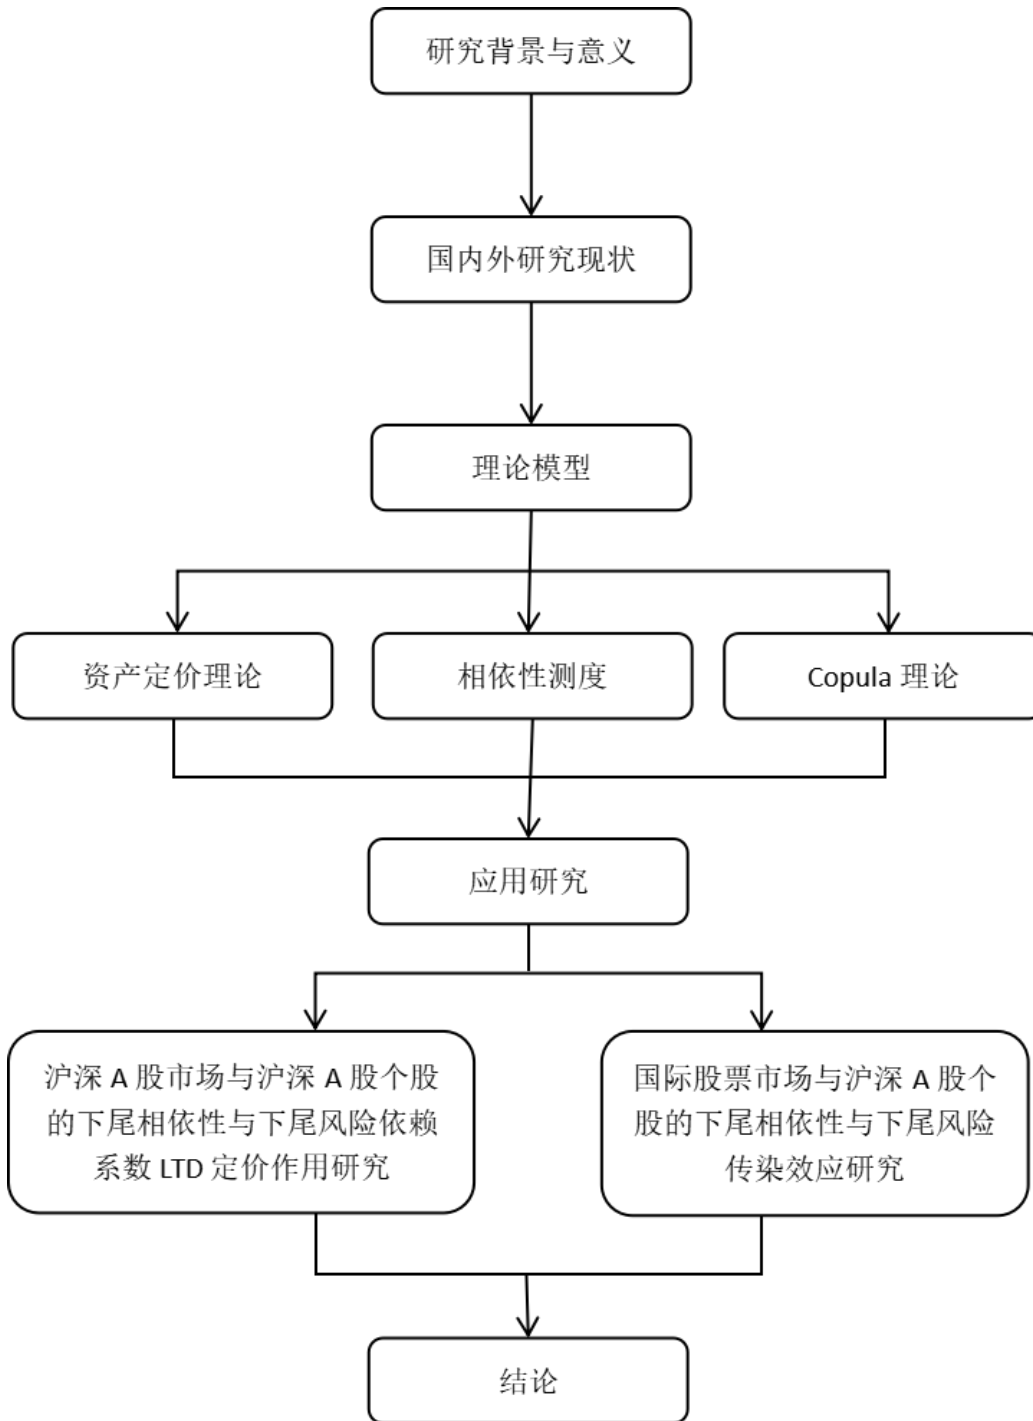 研究背景与意义
国内外研究现状
理论模型
资产定价理论
相依性测度
Copula 理论
应用研究
沪深 A 股市场与沪深 A 股个股
的下尾相依性与下尾风险依赖
系数 LTD 定价作用研究
国际股票市场与沪深 A 股个
股的下尾相依性与下尾风险
传染效应研究
结论